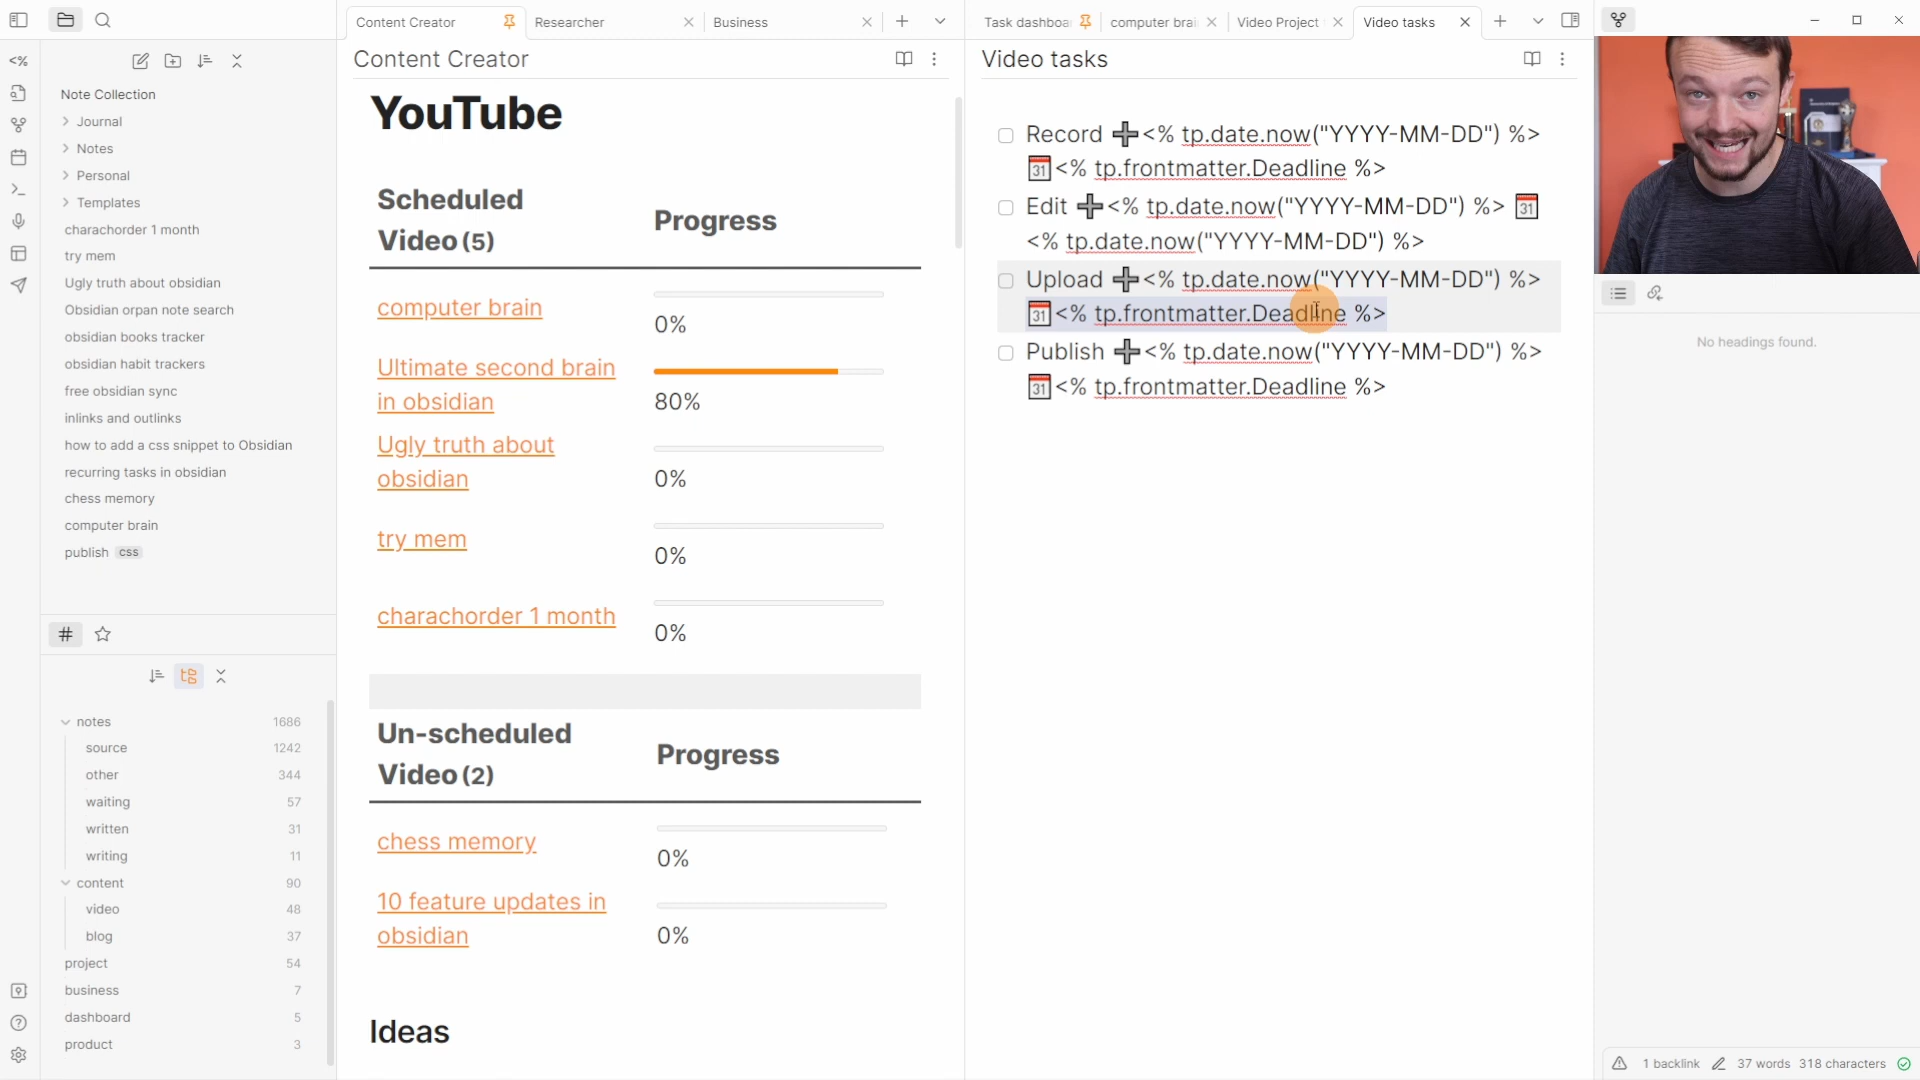 Content Creator
Researcher
Business
Task dashboa
computer brai
Video Project
Video tasks
Content Creator
Video tasks
<%
Note Collection
Journal
Notes
Personal
Templates
charachorder 1 month
try mem
Ugly truth about obsidian
Obsidian orpan note search
obsidian books tracker
obsidian habit trackers
free obsidian sync
inlinks and outlinks
how to add a css snippet to Obsidian
recurring tasks in obsidian
chess memory
computer brain
publish css
#
notes 1686
source 1242
other 344
waiting 57
written 31
writing 11
content 90
video 48
blog 37
project 54
business 7
dashboard 5
product 3
YouTube
Scheduled
Video (5)
Progress
computer brain
0%
Ultimate second brain
in obsidian
80%
Ugly truth about
obsidian
0%
try mem
0%
charachorder 1 month
0%
Un-scheduled
Video (2)
Progress
chess memory
0%
10 feature updates in
obsidian
0%
Ideas
Record ➕<% tp.date.now("YYYY-MM-DD") %>
📅<% tp.frontmatter.Deadline %>
Edit ➕<% tp.date.now("YYYY-MM-DD") %> 📅
<% tp.date.now("YYYY-MM-DD") %>
Upload ➕<% tp.date.now("YYYY-MM-DD") %>
📅<% tp.frontmatter.Deadline %>
Publish ➕<% tp.date.now("YYYY-MM-DD") %>
📅<% tp.frontmatter.Deadline %>
No headings found.
1 backlink
37 words 318 characters